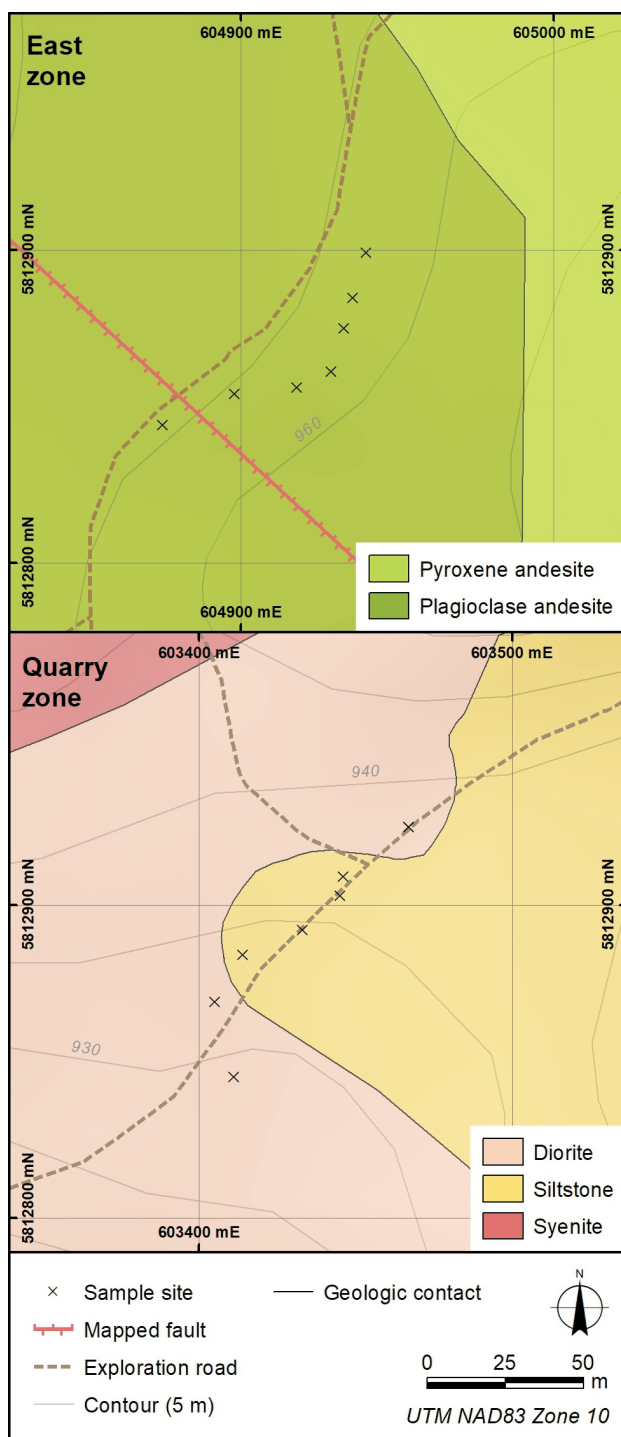 East
zone
604900 mE
605000 mE
5812900 mN
5812900 mN
960
5812800 mN
5812800 mN
Pyroxene andesite
Plagioclase andesite
604900 mE
Quarry
zone
603400 mE
603500 mE
940
5812900 mN
5812900 mN
930
5812800 mN
Diorite
Siltstone
Syenite
603400 mE
Sample site
Geologic contact
N
Mapped fault
Exploration road
0 25 50
m
Contour (5 m)
UTM NAD83 Zone 10